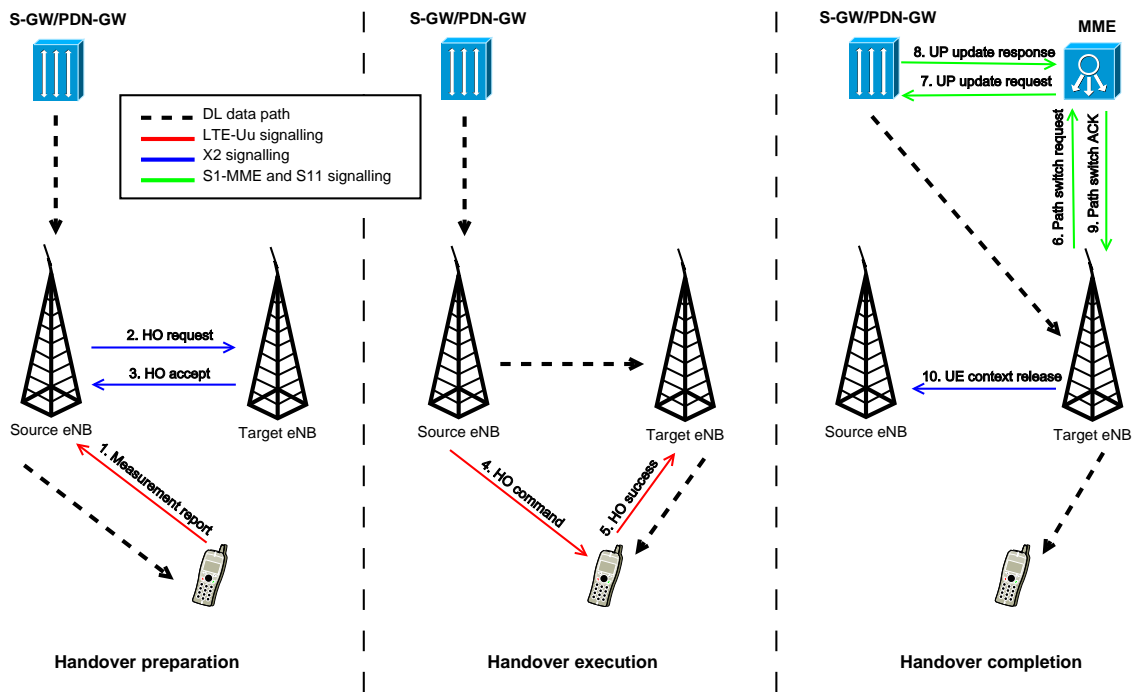 S-GW/PDN-GW
S-GW/PDN-GW
S-GW/PDN-GW
MME
8. UP update response
7. UP update request
DL data path
LTE-Uu signalling
X2 signalling
S1-MME and S11 signalling
6. Path switch request
9. Path switch ACK
2. HO request
3. HO accept
10. UE context release
Source eNB
Target eNB
Source eNB
Target eNB
Source eNB
Target eNB
1. Measurement report
4. HO command
5. HO success
Handover preparation
Handover execution
Handover completion